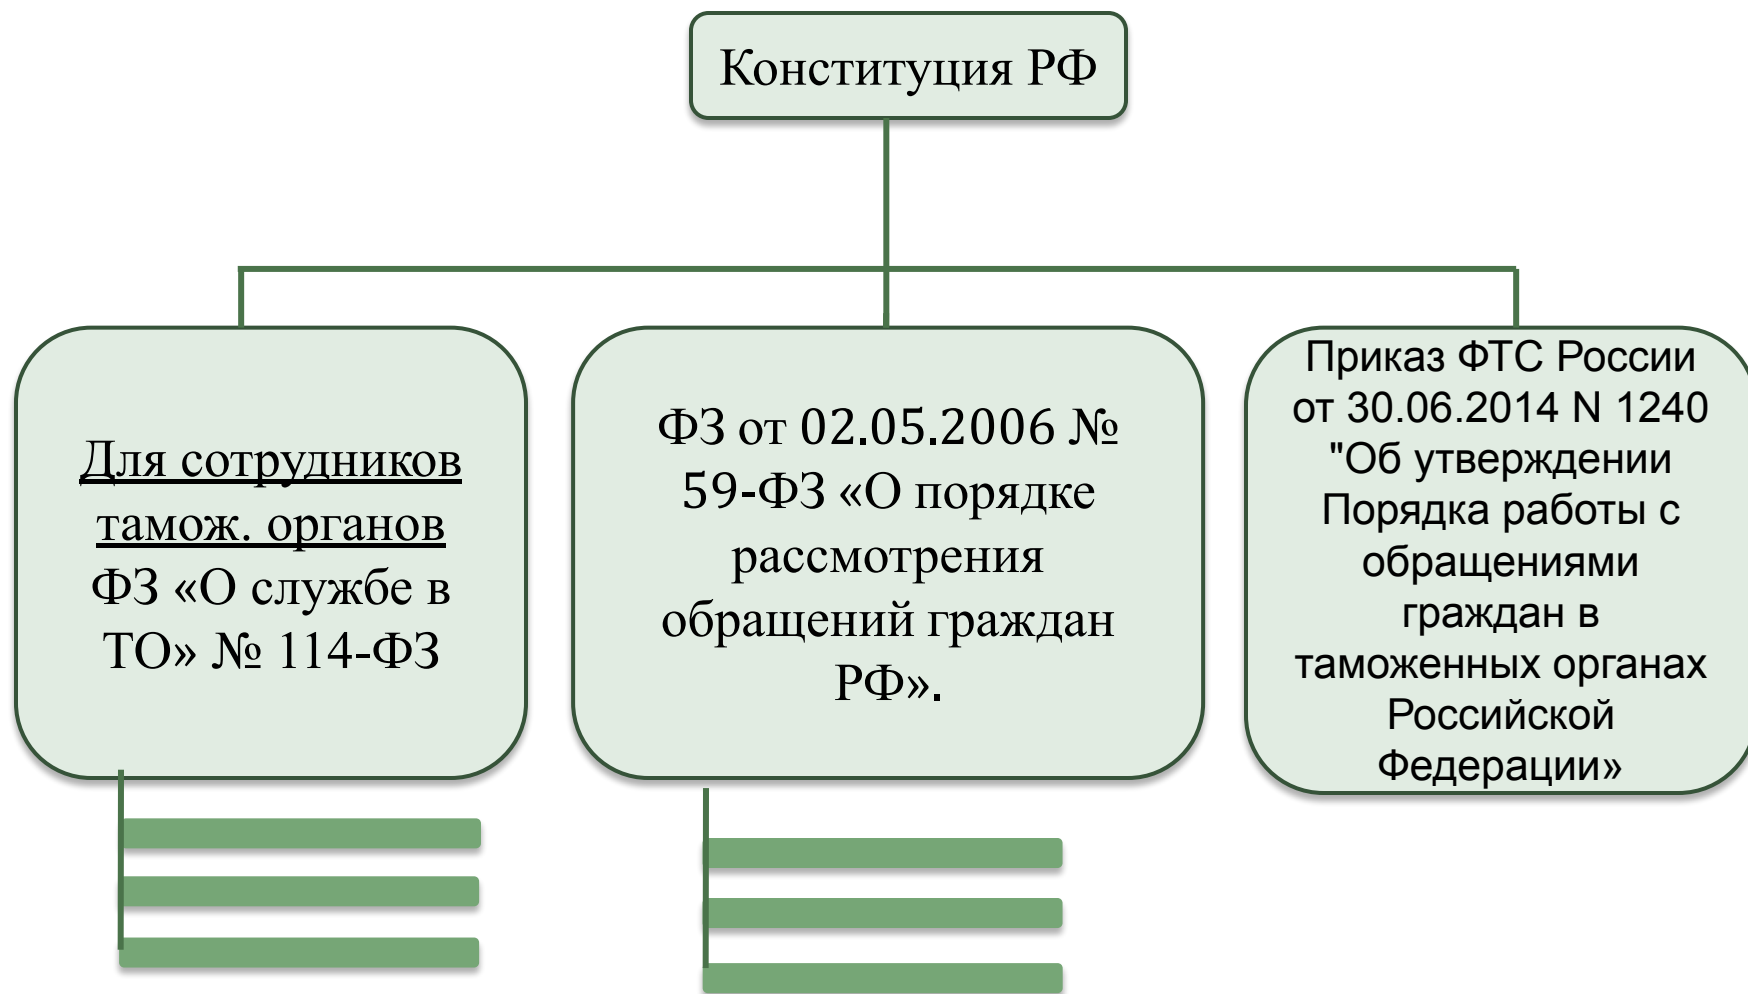 Конституция РФ
Для сотрудников
тамож. органов
ФЗ «О службе в
ТО» № 114-ФЗ
ФЗ от 02.05.2006 №
59-ФЗ «О порядке
рассмотрения
обращений граждан
РФ».
Приказ ФТС России
от 30.06.2014 N 1240
"Об утверждении
Порядка работы с
обращениями
граждан в
таможенных органах
Российской
Федерации»